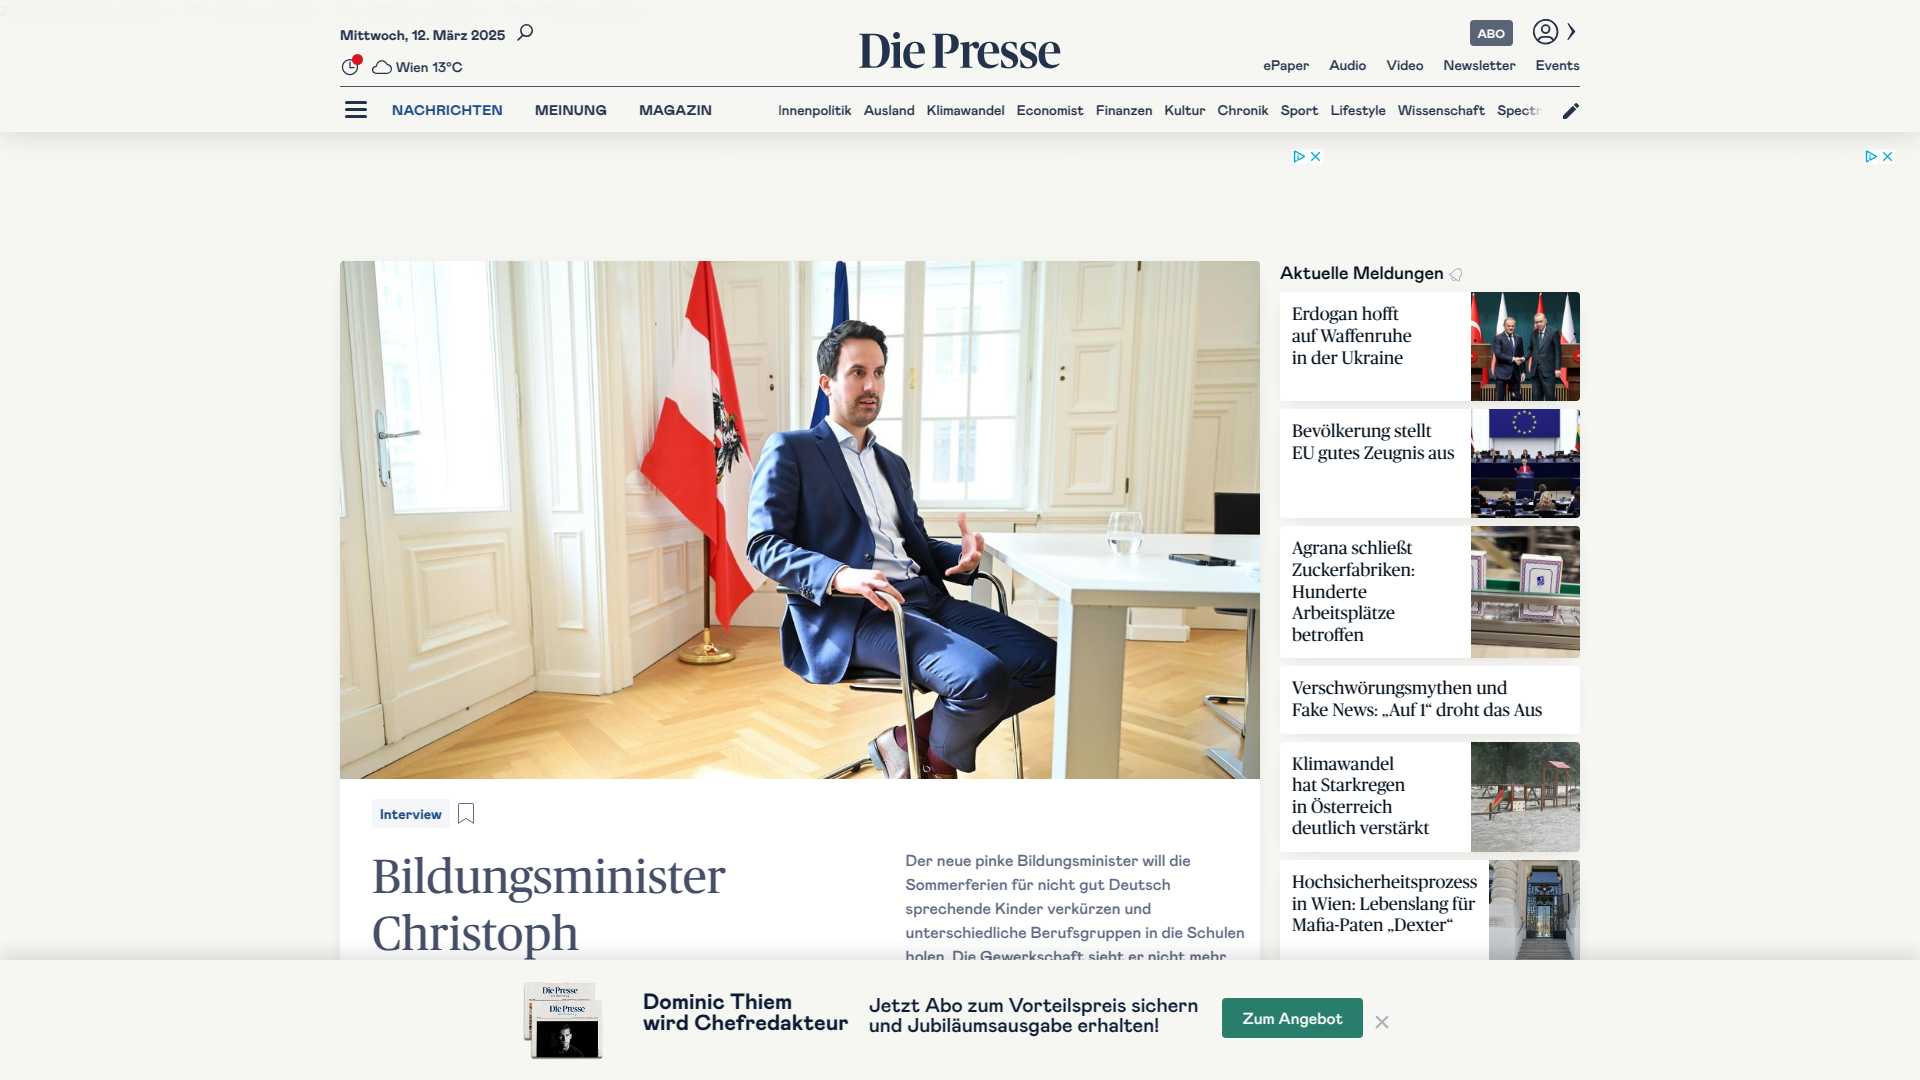 Mittwoch, 12. März 2025
Wien 13°C
Die Presse
ABO
ePaper Audio Video Newsletter Events
NACHRICHTEN MEINUNG MAGAZIN
Innenpolitik Ausland Klimawandel Economist Finanzen Kultur Chronik Sport Lifestyle Wissenschaft Spectr
Aktuelle Meldungen
Erdogan hofft
auf Waffenruhe
in der Ukraine
Bevölkerung stellt
EU gutes Zeugnis aus
Agrana schließt
Zuckerfabriken:
Hunderte
Arbeitsplätze
betroffen
Verschwörungsmythen und
Fake News: „Auf 1“ droht das Aus
Klimawandel
hat Starkregen
in Österreich
deutlich verstärkt
Hochsicherheitsprozess
in Wien: Lebenslang für
Mafia-Paten „Dexter“
Interview
Bildungsminister
Christoph
Der neue pinke Bildungsminister will die
Sommerferien für nicht gut Deutsch
sprechende Kinder verkürzen und
unterschiedliche Berufsgruppen in die Schulen
holen. Die Gewerkschaft sieht er nicht mehr
Die Presse
Die Presse
Dominic Thiem
wird Chefredakteur
Jetzt Abo zum Vorteilspreis sichern
und Jubiläumsausgabe erhalten!
Zum Angebot